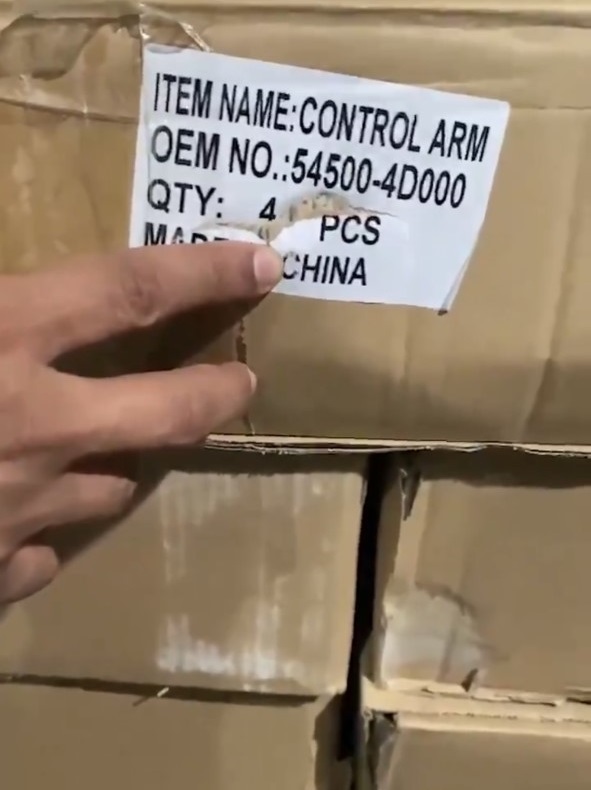 ITEM NAME:CONTROL ARM
OEM NO.:54500-4D000
QTY: 4 PCS
CHINA